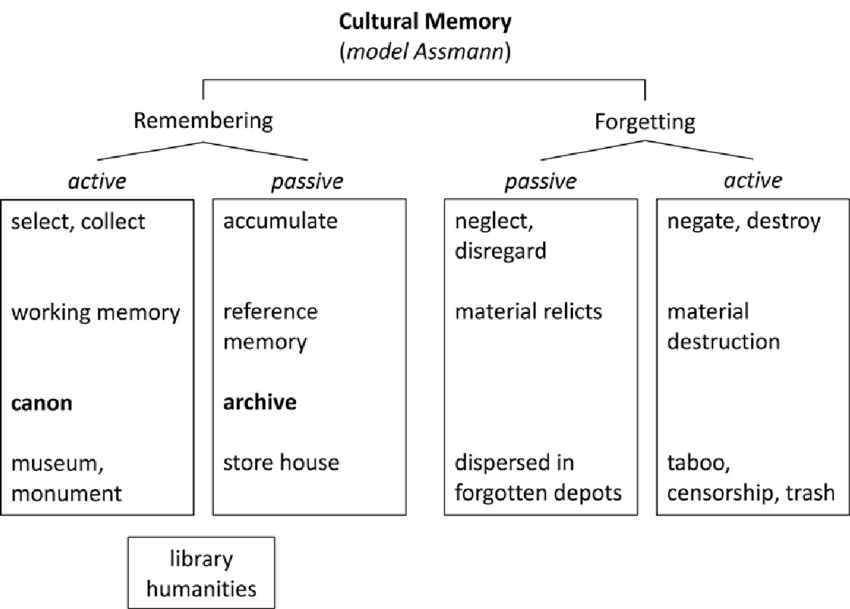 Cultural Memory
(model Assmann)
Remembering
Forgetting
active
passive
passive
active
select, collect
working memory
canon
museum,
monument
accumulate
reference
memory
archive
store house
neglect,
disregard
material relicts
dispersed in
forgotten depots
negate, destroy
material
destruction
taboo,
censorship, trash
library
humanities